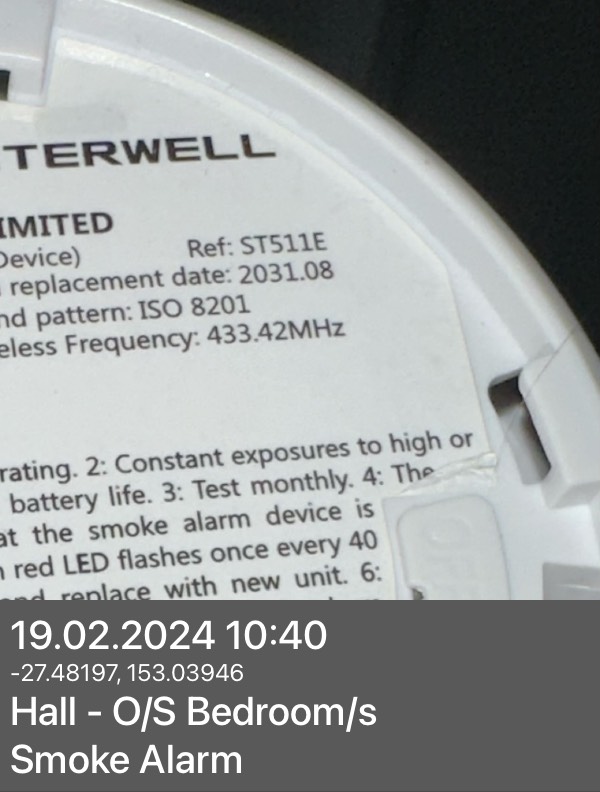 TERWELL
IMITED
Device) Ref: ST511E
replacement date: 2031.08
nd pattern: ISO 8201
eless Frequency: 433.42MHz
rating. 2: Constant exposures to high or
battery life. 3: Test monthly. 4: The
at the smoke alarm device is
red LED flashes once every 40
and replace with new unit. 6:
19.02.2024 10:40
-27.48197, 153.03946
Hall - O/S Bedroom/s
Smoke Alarm